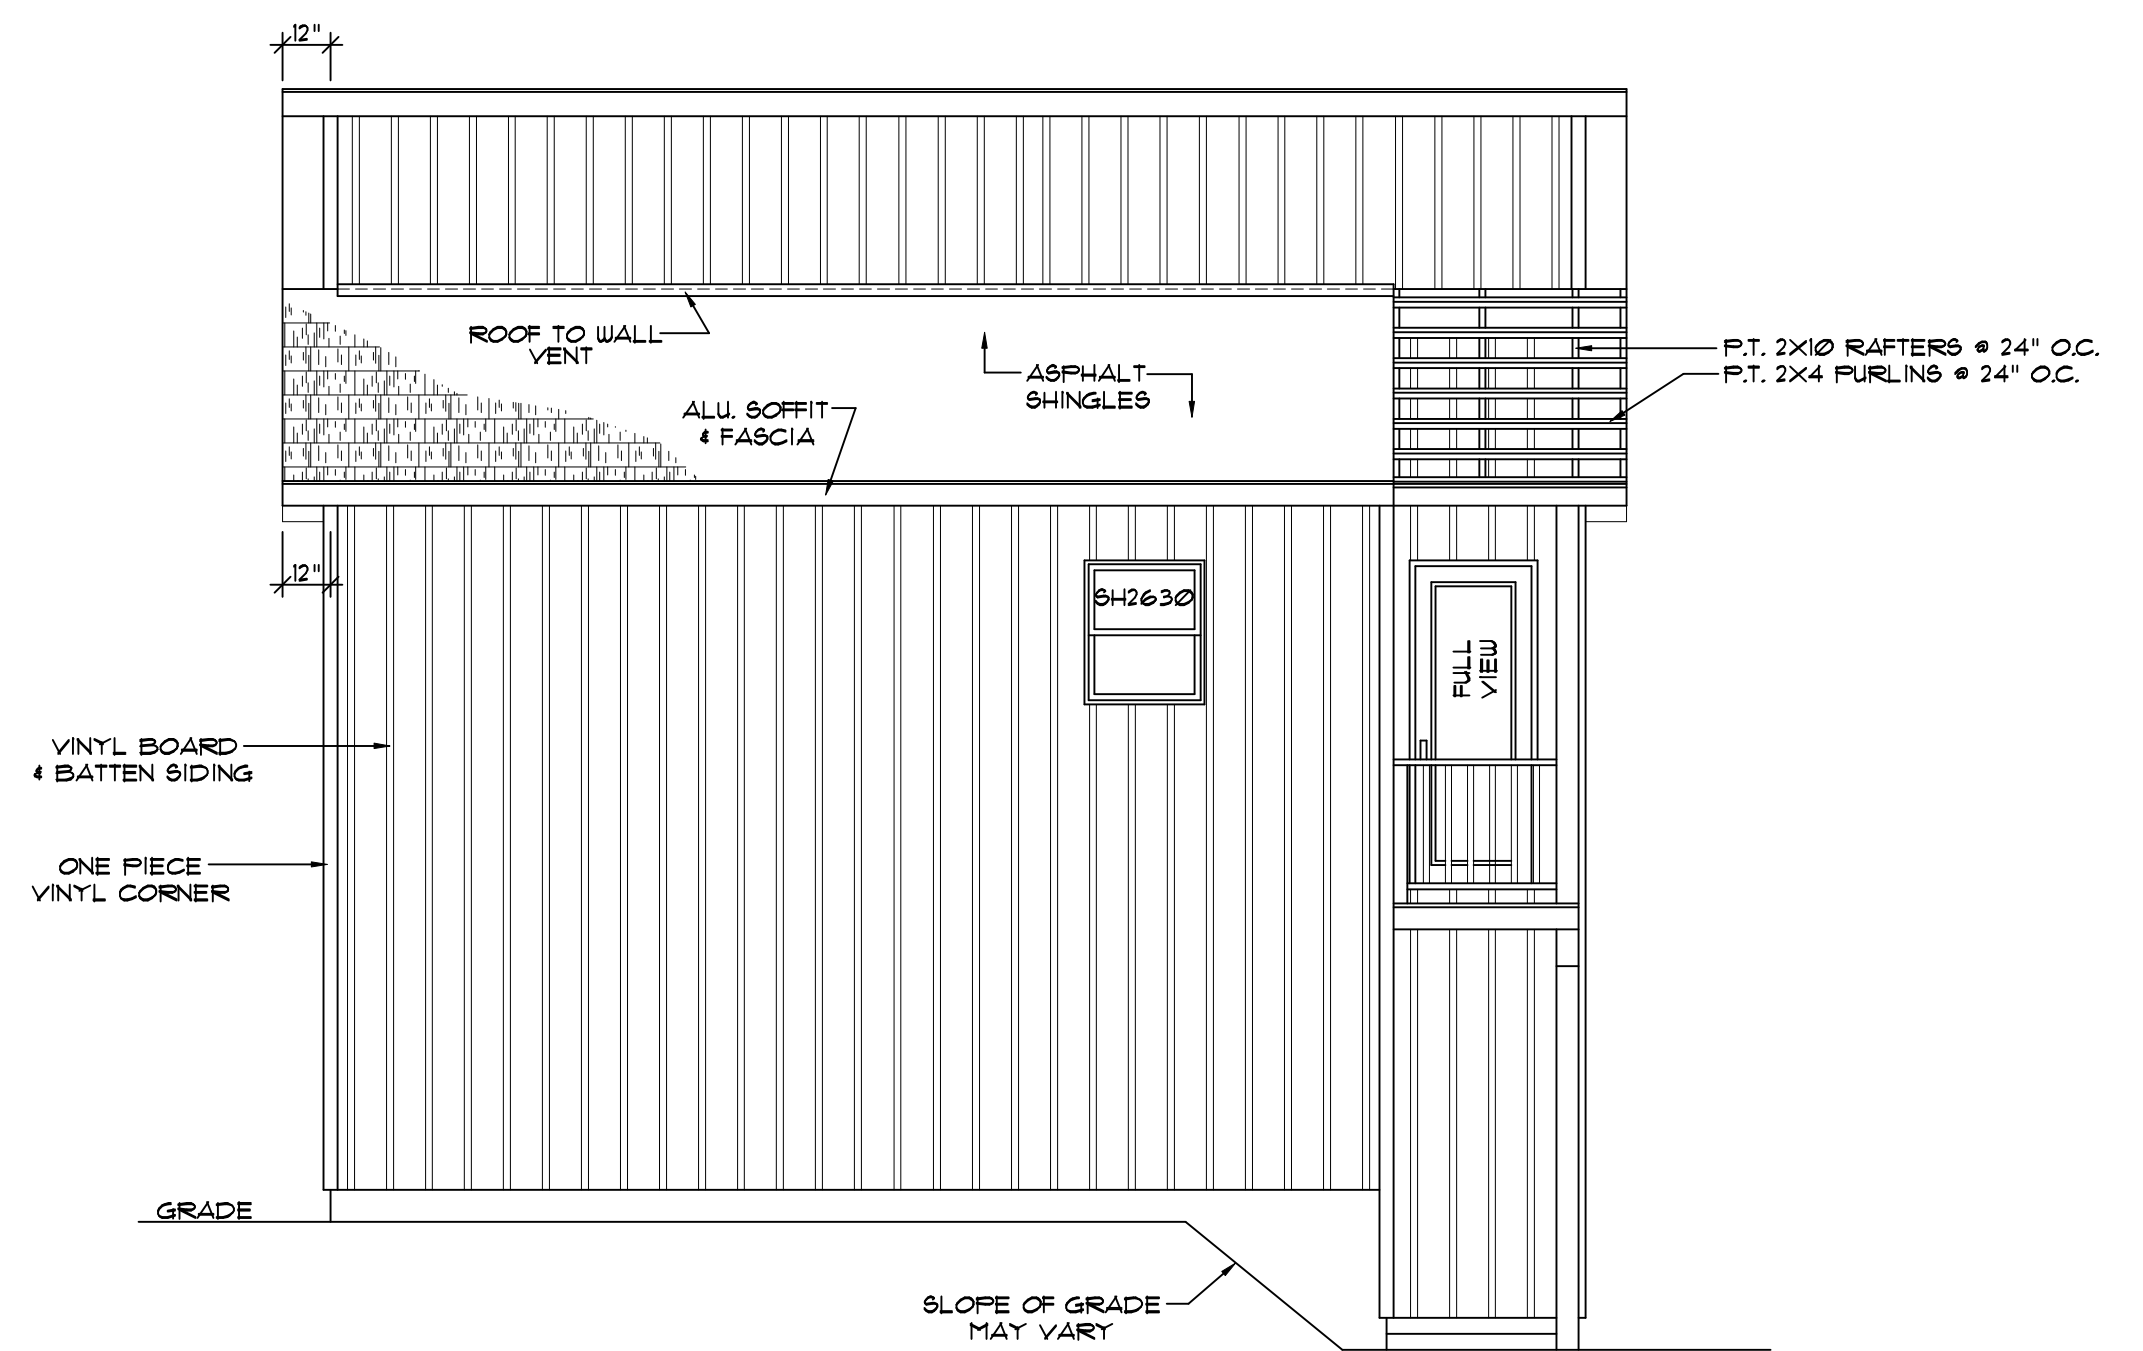 12"
ROOF TO WALL
VENT
ASPHALT
SHINGLES
P.T. 2X10 RAFTERS @ 24" O.C.
P.T. 2X4 PURLINS @ 24" O.C.
ALU. SOFFIT
& FASCIA
12"
SH2630
FULL
VIEW
VINYL BOARD
& BATTEN SIDING
ONE PIECE
VINYL CORNER
GRADE
SLOPE OF GRADE
MAY VARY